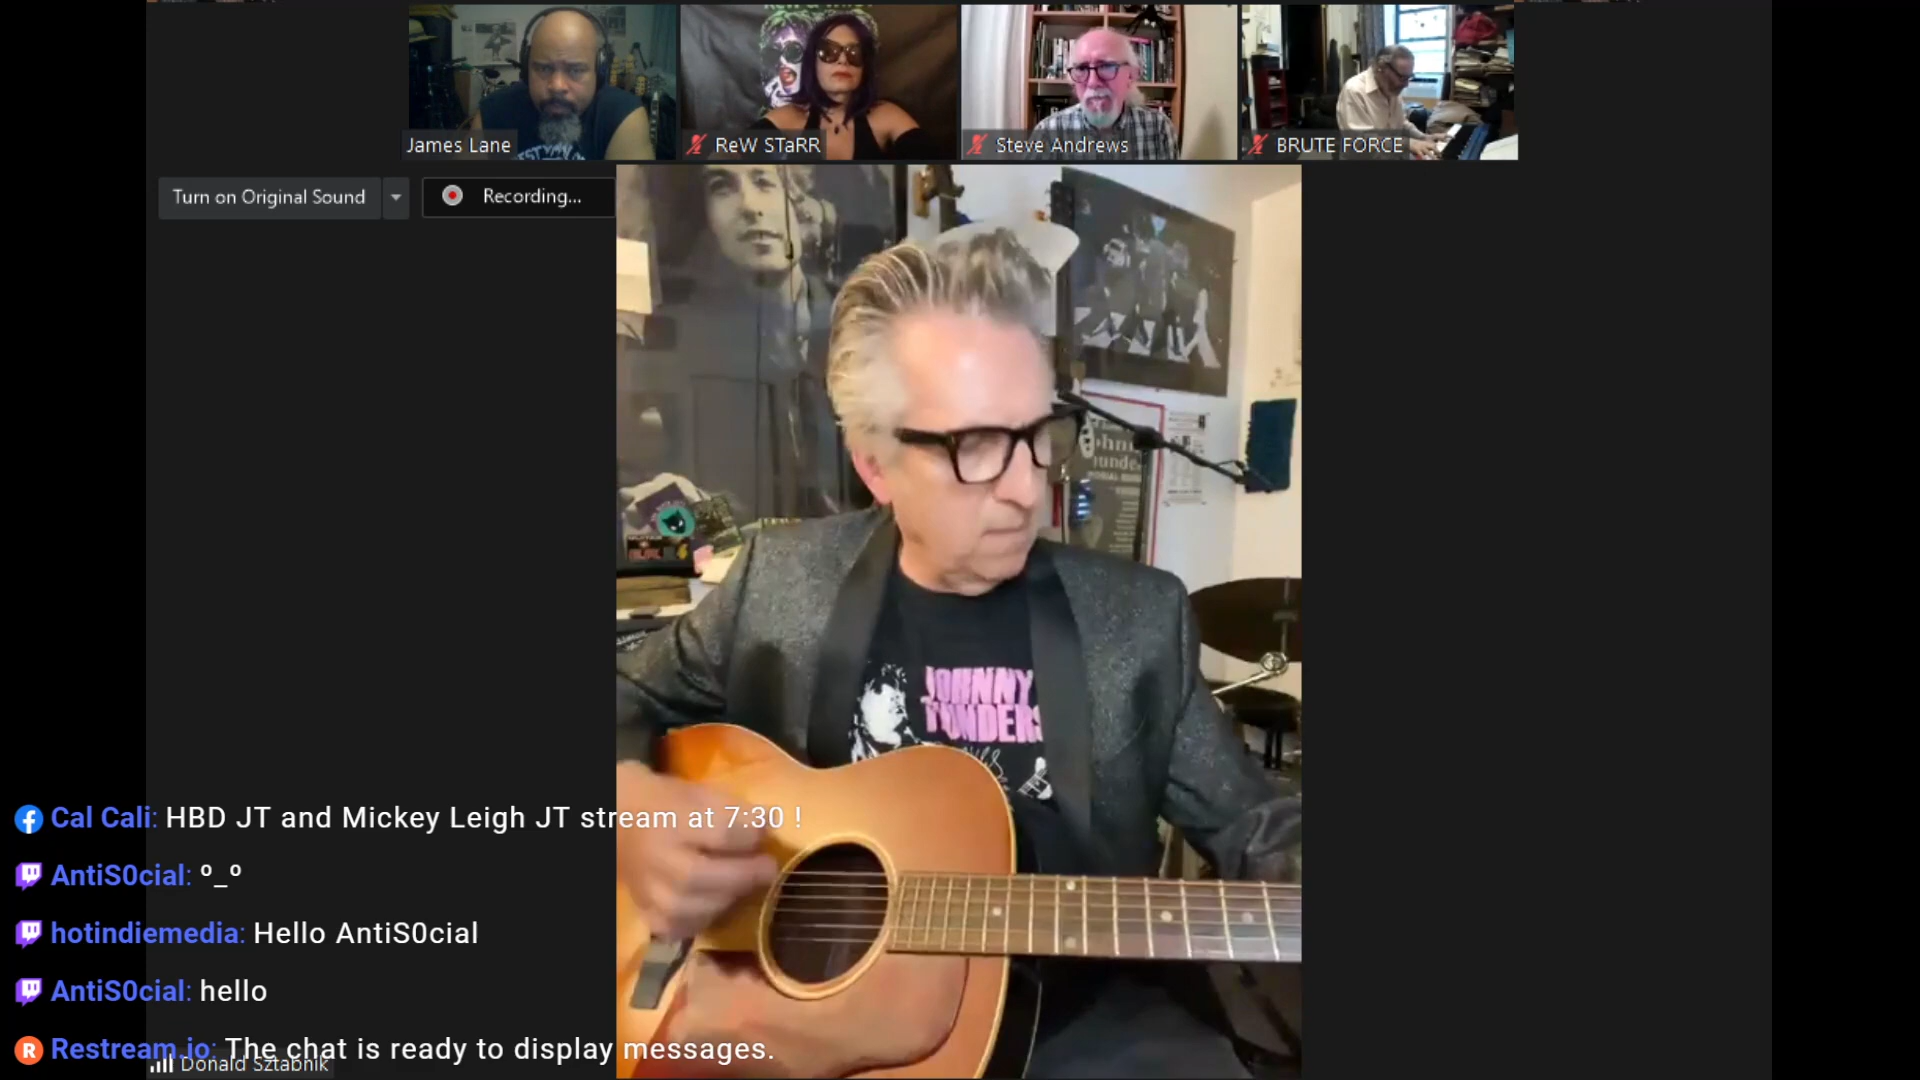 James Lane
ReW STaRR
Steve Andrews
BRUTE FORCE
Turn on Original Sound
Recording...
JOHNNY
Cal Cali: HBD JT and Mickey Leigh JT stream at 7:30 !
AntiS0cial: º_º
hotindiemedia: Hello AntiS0cial
AntiS0cial: hello
Restream.io: The chat is ready to display messages.
Donald Sztabnik